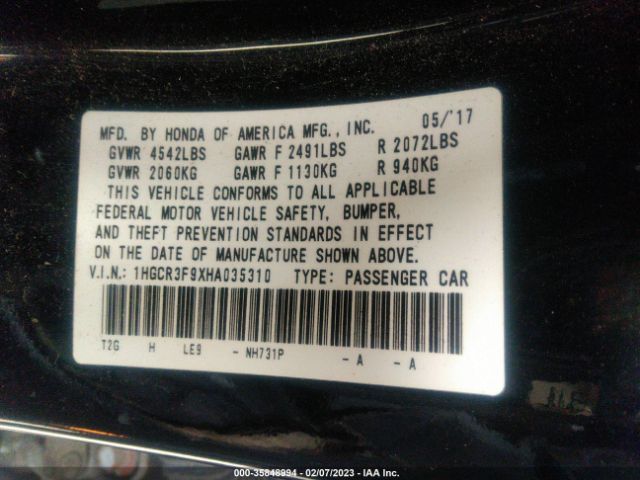 MFD. BY HONDA OF AMERICA MFG., INC. 05/'17
GVWR 4542LBS GAWR F 2491LBS R 2072LBS
GVWR 2060KG GAWR F 1130KG R 940KG
THIS VEHICLE CONFORMS TO ALL APPLICABLE
FEDERAL MOTOR VEHICLE SAFETY, BUMPER,
AND THEFT PREVENTION STANDARDS IN EFFECT
ON THE DATE OF MANUFACTURE SHOWN ABOVE.
V.I.N.: 1HGCR3F9XHA035310 TYPE: PASSENGER CAR
T2G H LE9 - NH731P - A - A
000-35848994 - 02/07/2023 - IAA Inc.